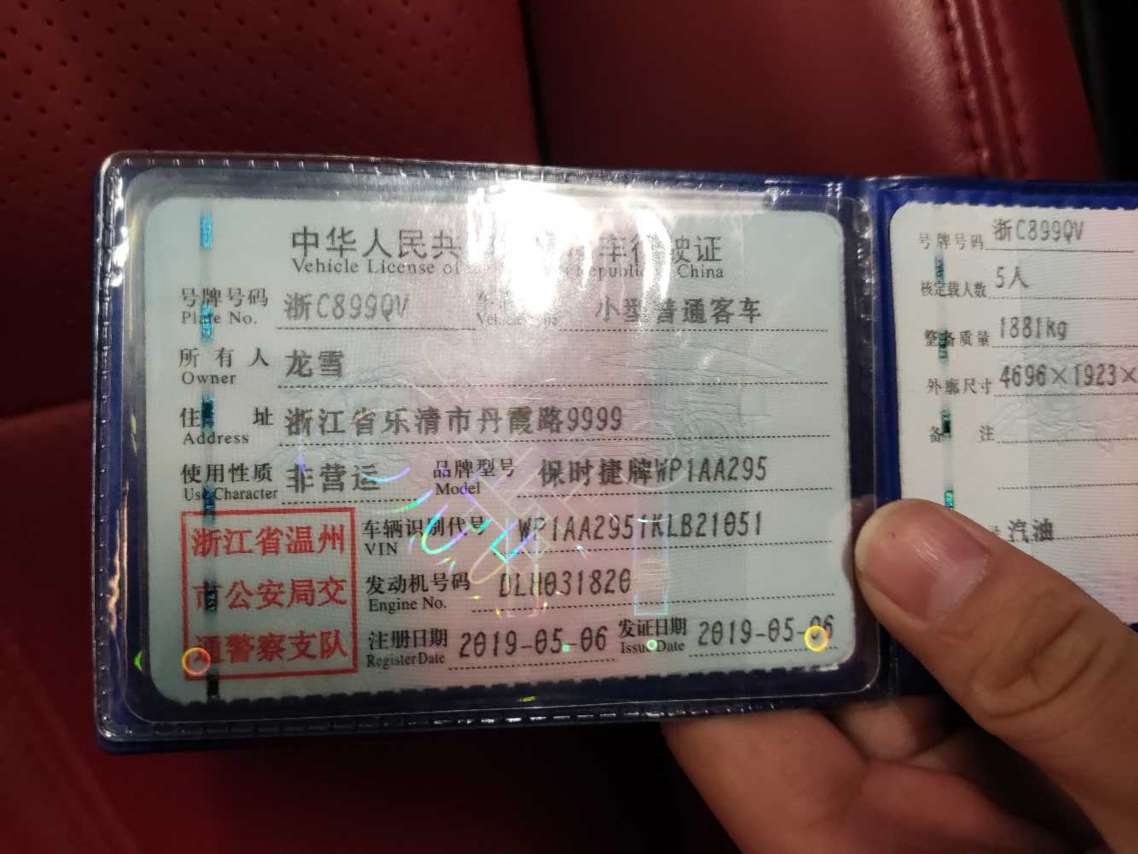 中华人民共 车行驶证
Vehicle License of Republic China
号牌号码 浙C899QV 小型普通客车
Plate No. Vehicle Type
所有人 龙雪
Owner
住址 浙江省乐清市丹霞路9999
Address
使用性质 非营运 品牌型号 保时捷牌WP1AA295
Use Character Model
浙江省温州
市公安局交
通警察支队
车辆识别代号 WP1AA2951KLB21051
VIN
发动机号码 DLH031820
Engine No.
注册日期 2019-05-06 发证日期 2019-05-06
Register Date Issue Date
号牌号码 浙C899QV
核定载人数 5人
整备质量 1881kg
外廓尺寸 4696×1923×
备注
汽油